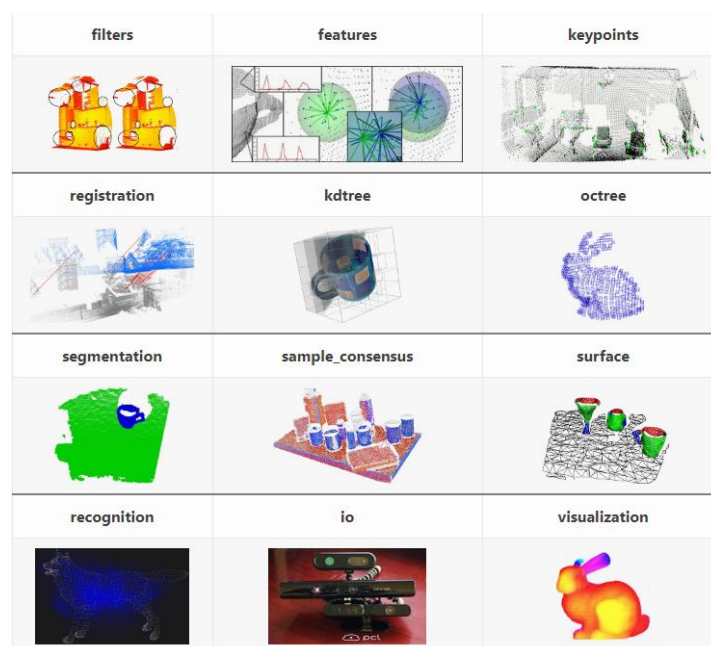 filters features keypoints
registration kdtree octree
segmentation sample_consensus surface
recognition io visualization
pcl